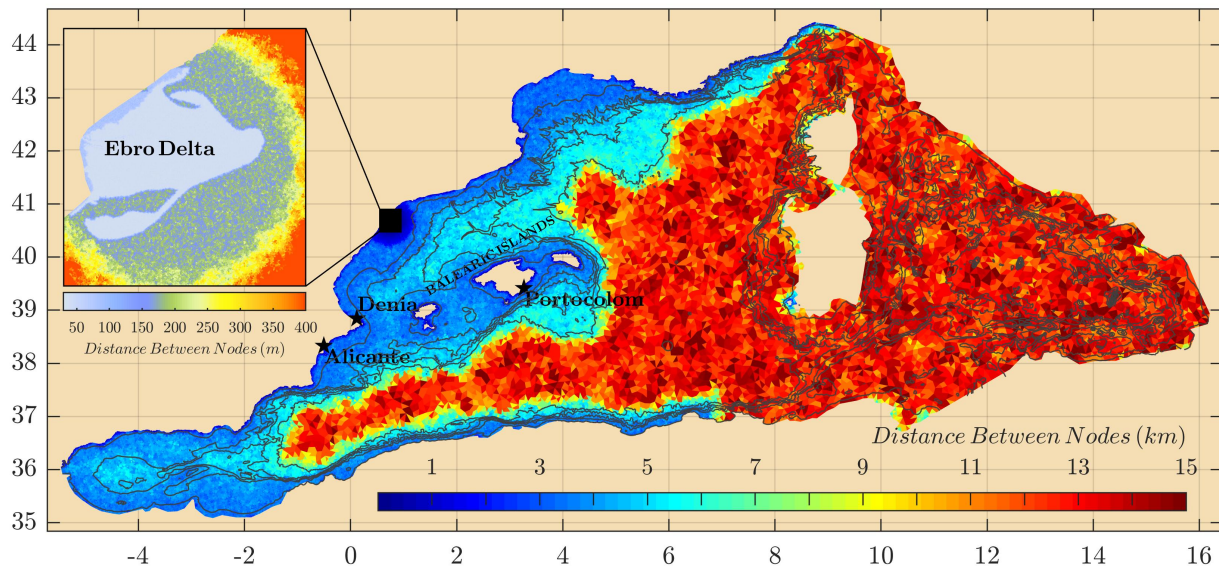 44
43
42
41
40
39
38
37
36
35
-4
-2
0
2
4
6
8
10
12
14
16
Ebro Delta
50 100 150 200 250 300 350 400
Distance Between Nodes (m)
BALEARIC ISLANDS
Portocolom
Denia
Alicante
Distance Between Nodes (km)
1 3 5 7 9 11 13 15